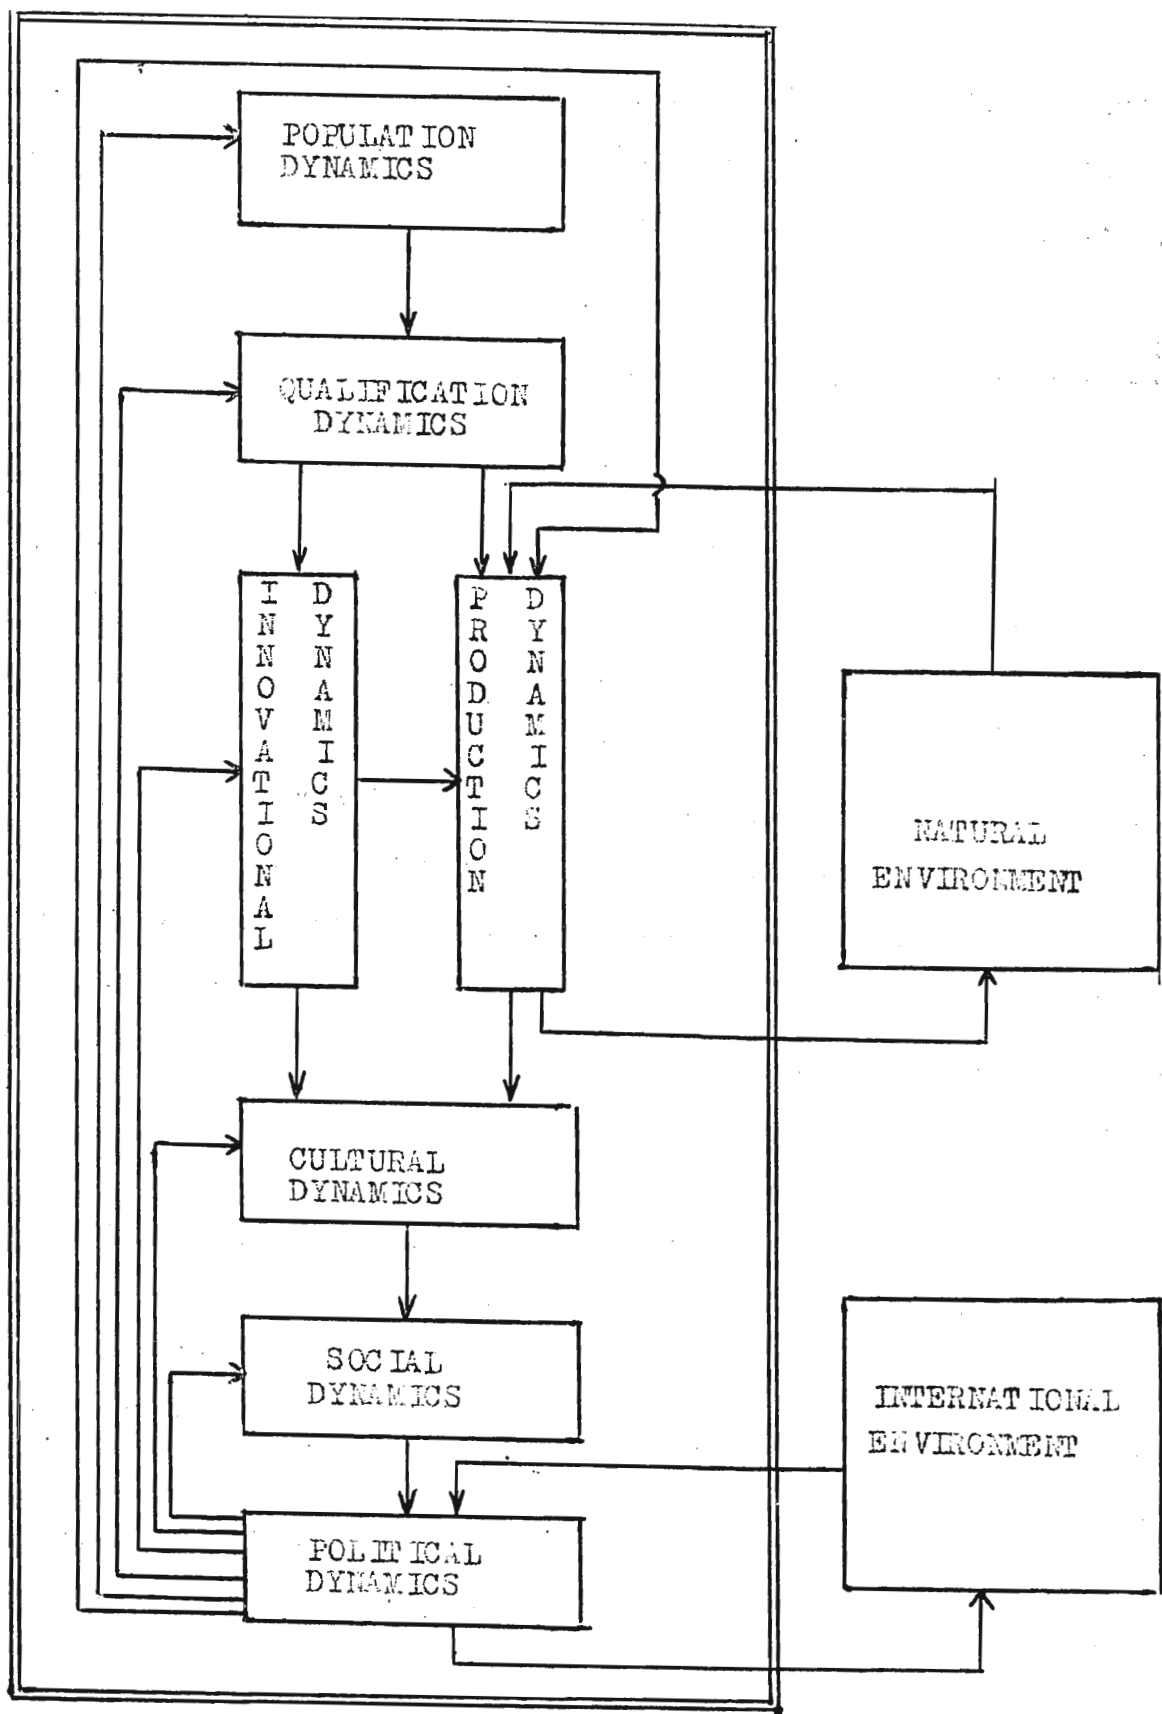 POPULATION
DYNAMICS
QUALIFICATION
DYNAMICS
INNOVATIONAL
DYNAMICS
PRODUCTION
DYNAMICS
NATURAL
ENVIRONMENT
CULTURAL
DYNAMICS
SOCIAL
DYNAMICS
INTERNATIONAL
ENVIRONMENT
POLITICAL
DYNAMICS